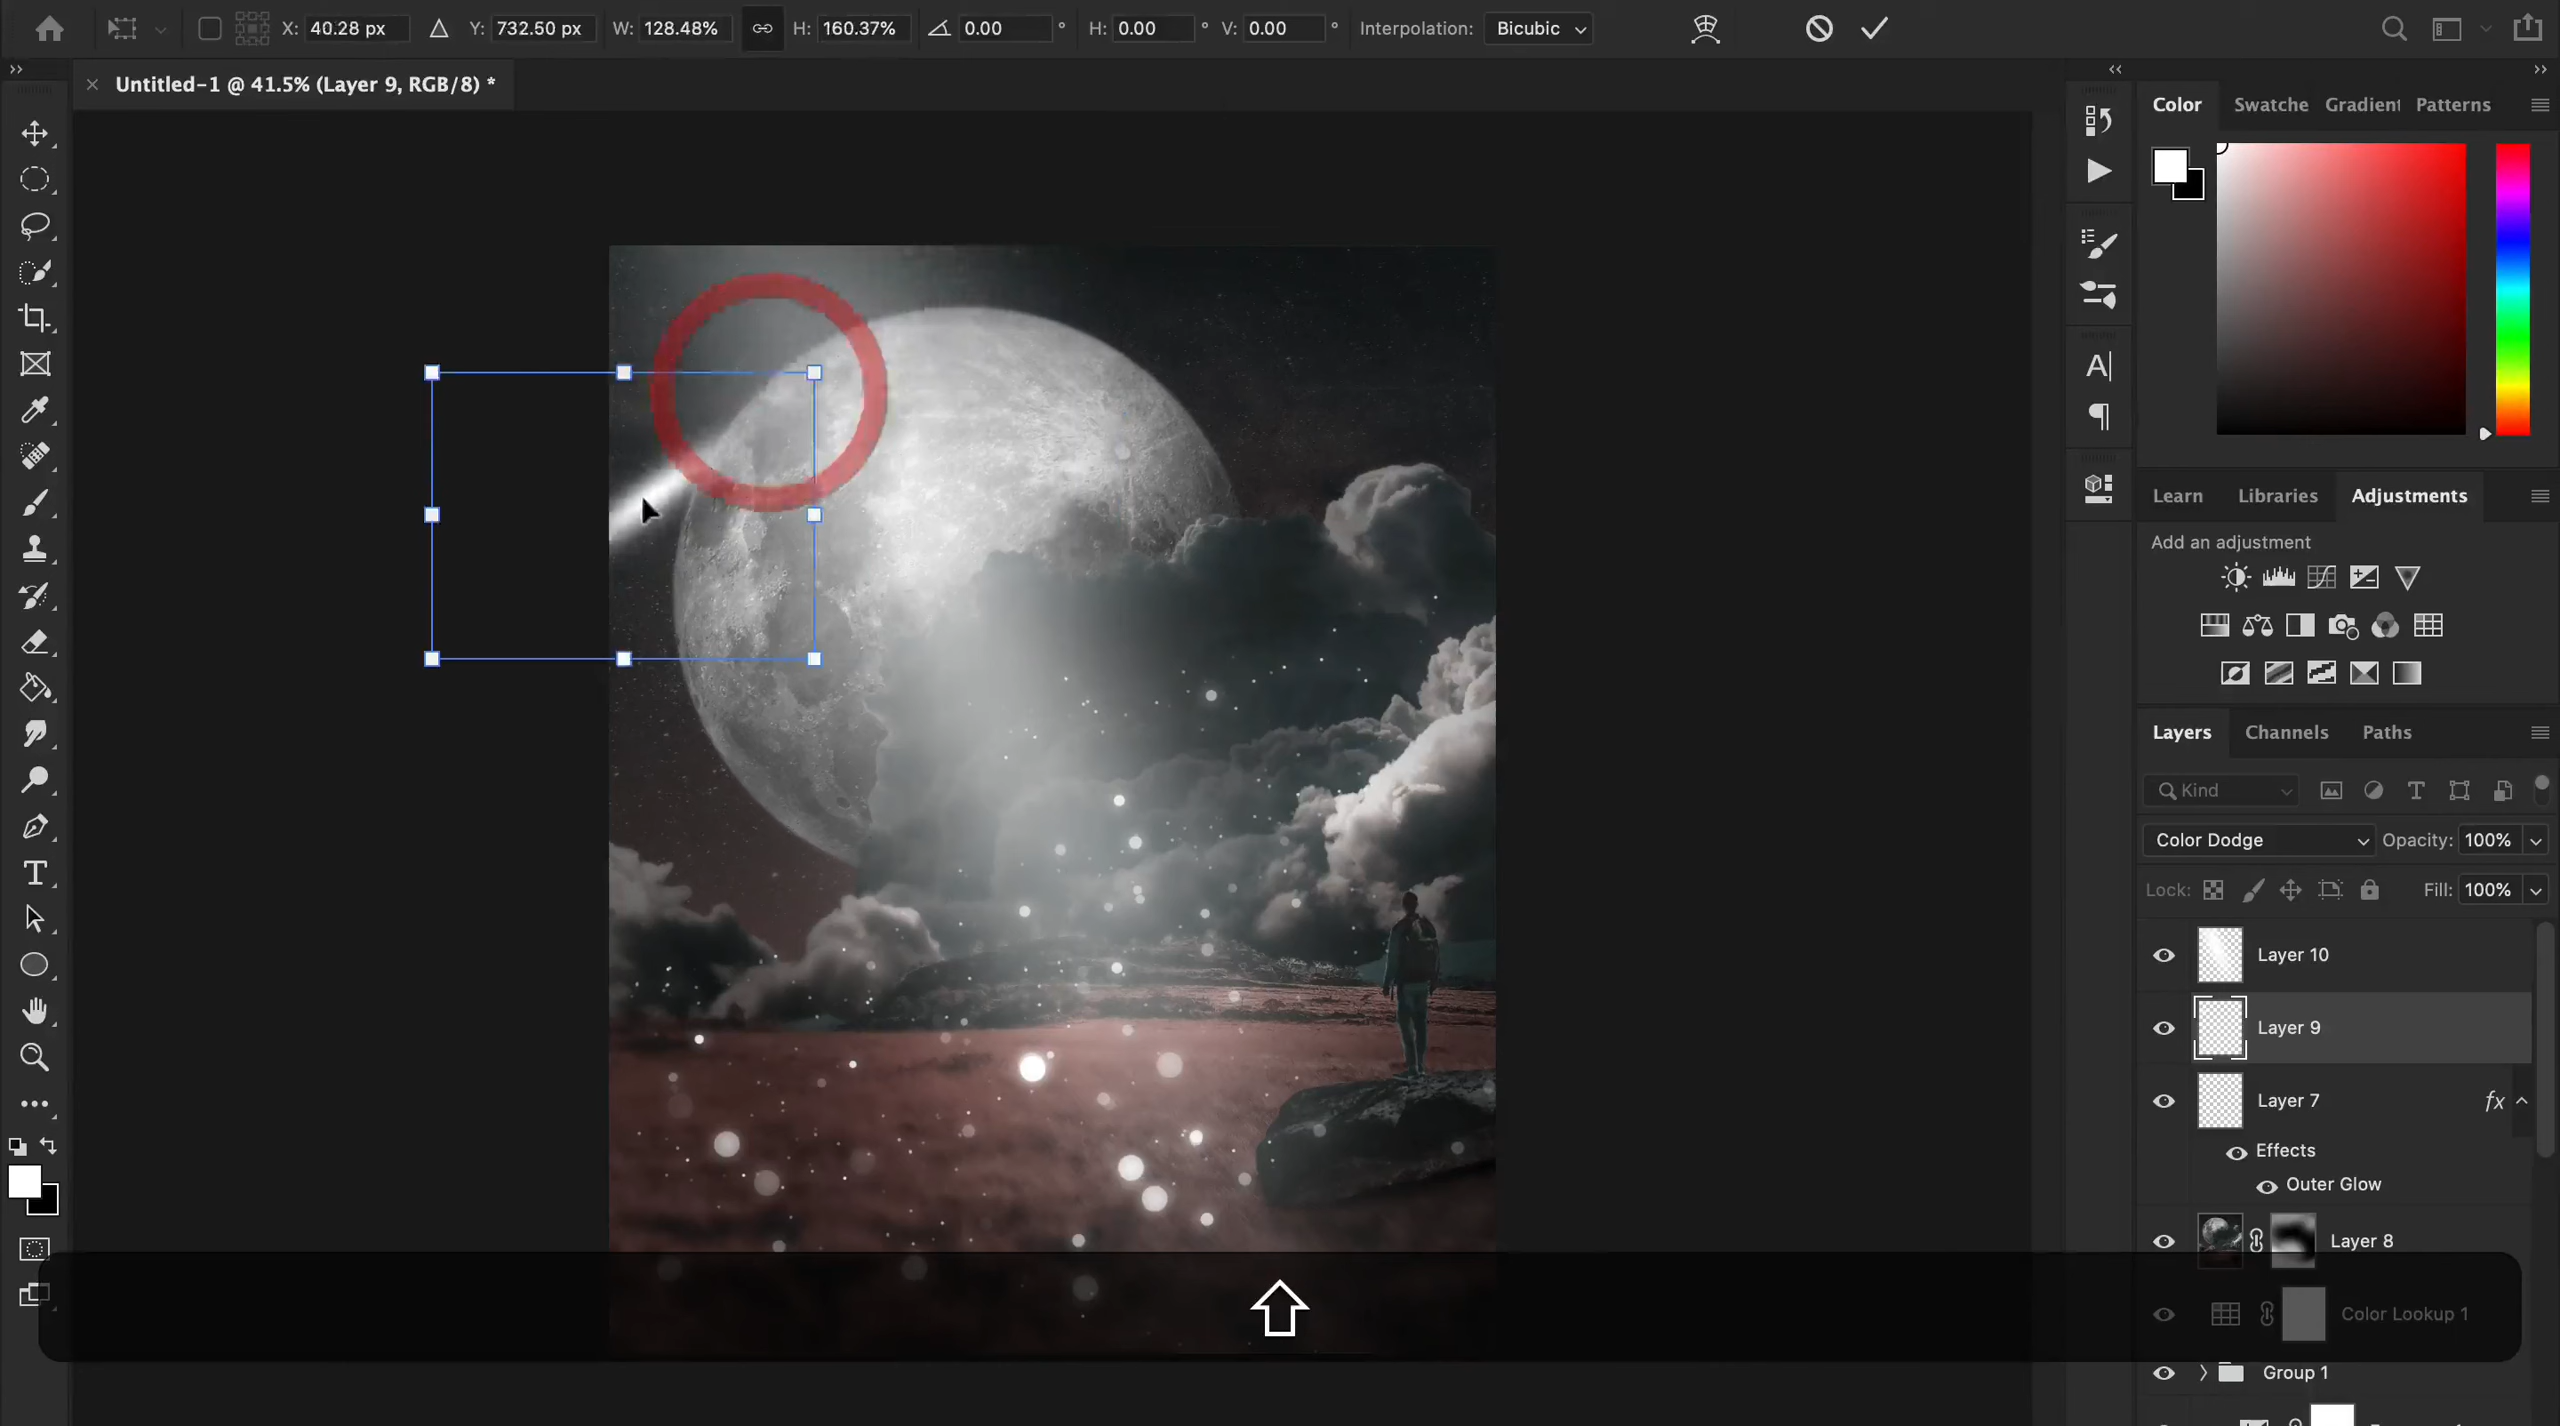 X: 40.28 px Y: 732.50 px W: 128.48% H: 160.37% 0.00 ° H: 0.00 ° V: 0.00 ° Interpolation: Bicubic
Untitled-1 @ 41.5% (Layer 9, RGB/8) *
Color Swatche Gradient Patterns
Learn Libraries Adjustments
Add an adjustment
Layers Channels Paths
Kind
Color Dodge Opacity: 100%
Lock: Fill: 100%
Layer 10
Layer 9
Layer 7 fx
Effects
Outer Glow
Layer 8
Color Lookup 1
Group 1